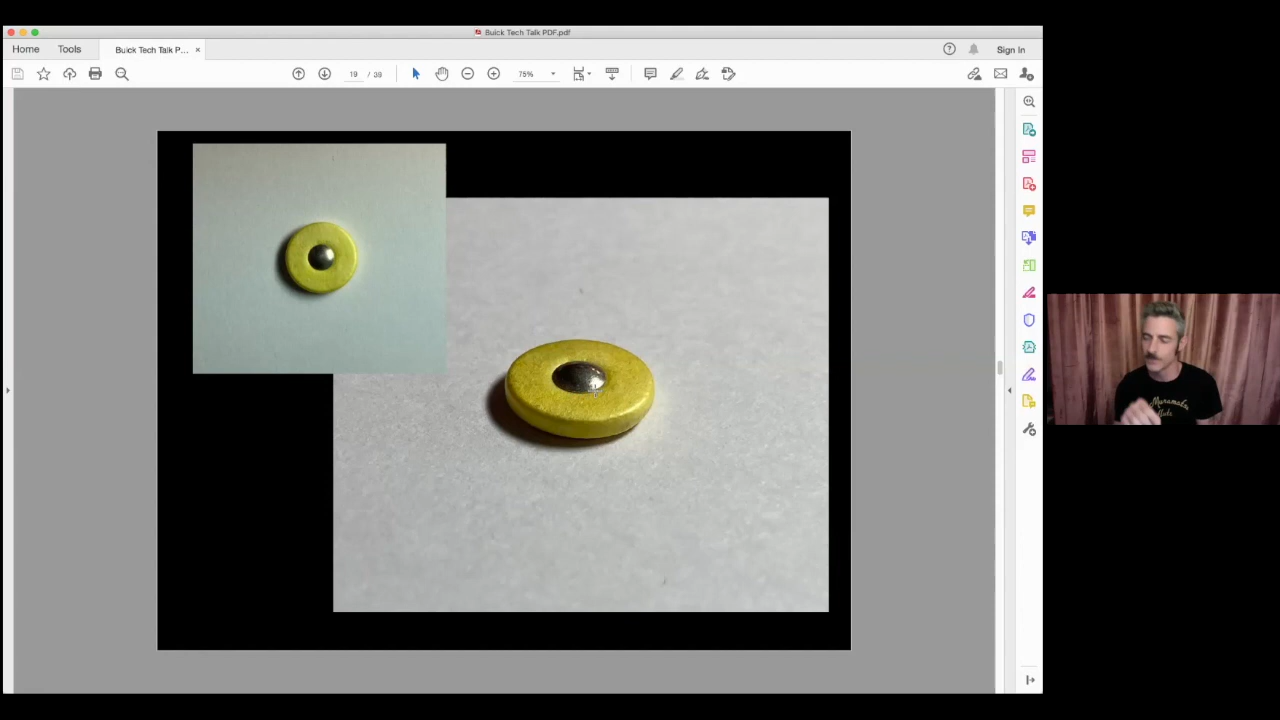 Buick Tech Talk PDF.pdf
Home
Tools
Buick Tech Talk P...
Sign In
19 / 38
75%